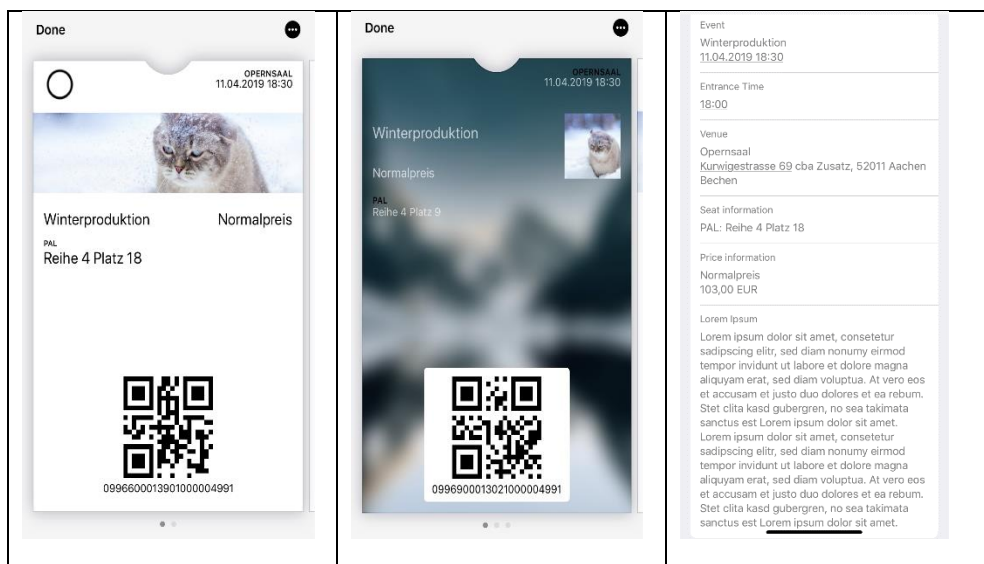 Done
OPERNSAAL
11.04.2019 18:30
Winterproduktion Normalpreis
PAL
Reihe 4 Platz 18
0996600013901000004991
Done
OPERNSAAL
11.04.2019 18:30
Winterproduktion
Normalpreis
PAL
Reihe 4 Platz 9
0996900013021000004991
Event
Winterproduktion
11.04.2019 18:30
Entrance Time
18:00
Venue
Opernsaal
Kurwigestrasse 69 cba Zusatz, 52011 Aachen
Bechen
Seat information
PAL: Reihe 4 Platz 18
Price information
Normalpreis
103,00 EUR
Lorem Ipsum
Lorem ipsum dolor sit amet, consetetur
sadipscing elitr, sed diam nonumy eirmod
tempor invidunt ut labore et dolore magna
aliquyam erat, sed diam voluptua. At vero eos
et accusam et justo duo dolores et ea rebum.
Stet clita kasd gubergren, no sea takimata
sanctus est Lorem ipsum dolor sit amet.
Lorem ipsum dolor sit amet, consetetur
sadipscing elitr, sed diam nonumy eirmod
tempor invidunt ut labore et dolore magna
aliquyam erat, sed diam voluptua. At vero eos
et accusam et justo duo dolores et ea rebum.
Stet clita kasd gubergren, no sea takimata
sanctus est Lorem ipsum dolor sit amet.